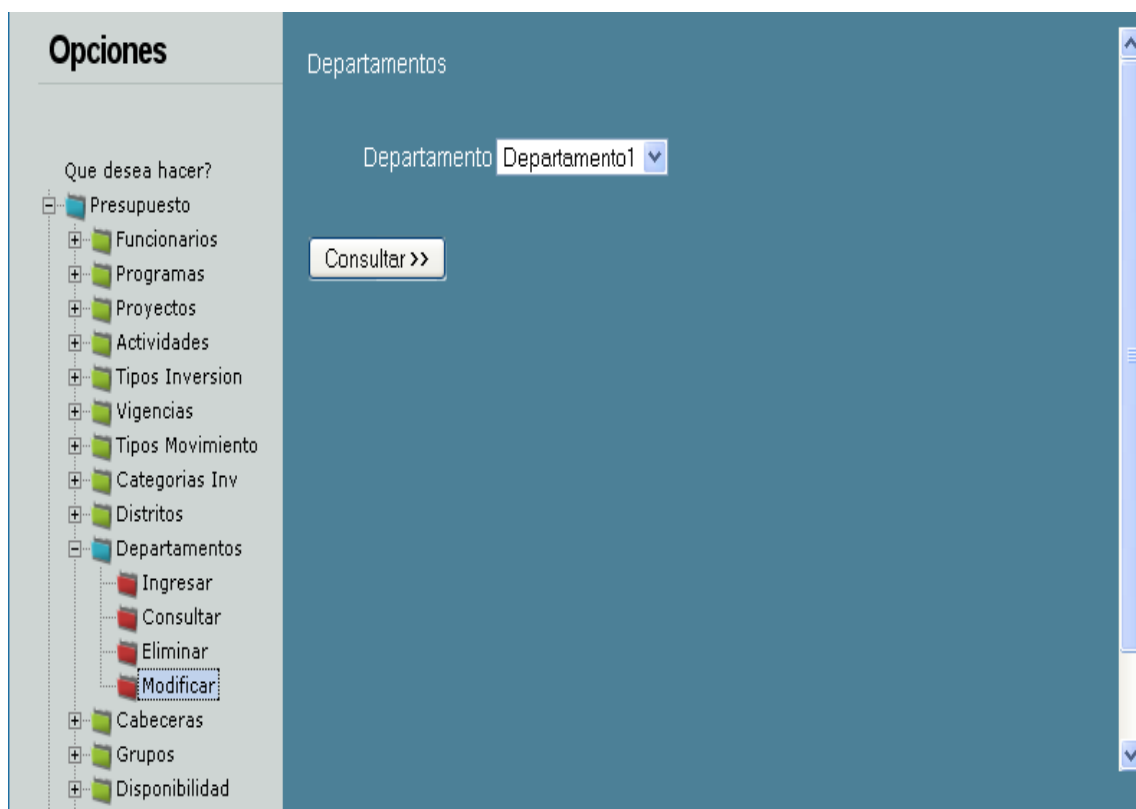 Opciones
Que desea hacer?
Presupuesto
Funcionarios
Programas
Proyectos
Actividades
Tipos Inversion
Vigencias
Tipos Movimiento
Categorias Inv
Distritos
Departamentos
Ingresar
Consultar
Eliminar
Modificar
Cabeceras
Grupos
Disponibilidad
Departamentos
Departamento Departamento1
Consultar >>